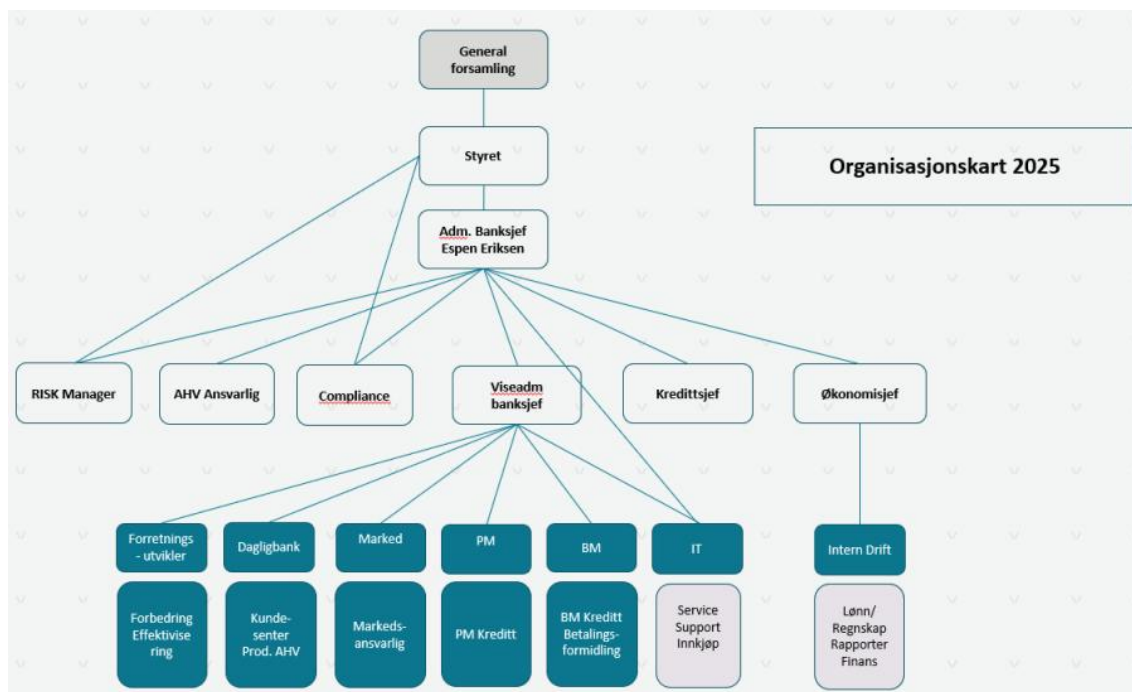 General
forsamling
Styret
Organisasjonskart 2025
Adm. Banksjef
Espen Eriksen
RISK Manager
AHV Ansvarlig
Compliance
Viseadm
banksjef
Kredittsjef
Økonomisjef
Forretnings
- utvikler
Dagligbank
Marked
PM
BM
IT
Intern Drift
Forbedring
Effektivise
ring
Kunde-
senter
Prod. AHV
Markeds-
ansvarlig
PM Kreditt
BM Kreditt
Betalings-
formidling
Service
Support
Innkjøp
Lønn/
Regnskap
Rapporter
Finans